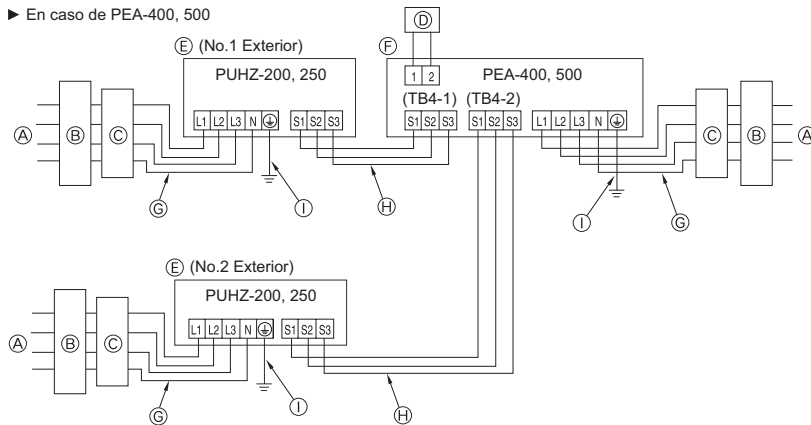 ► En caso de PEA-400, 500
Ⓓ
Ⓔ (No.1 Exterior)
Ⓕ
PUHZ-200, 250
1 2
PEA-400, 500
(TB4-1) (TB4-2)
L1 L2 L3 N ⏚ S1 S2 S3
S1 S2 S3 S1 S2 S3 L1 L2 L3 N ⏚
Ⓐ Ⓑ Ⓒ
Ⓒ Ⓑ Ⓐ
Ⓖ Ⓘ Ⓗ
Ⓘ Ⓖ
Ⓔ (No.2 Exterior)
PUHZ-200, 250
L1 L2 L3 N ⏚ S1 S2 S3
Ⓐ Ⓑ Ⓒ
Ⓖ Ⓘ Ⓗ